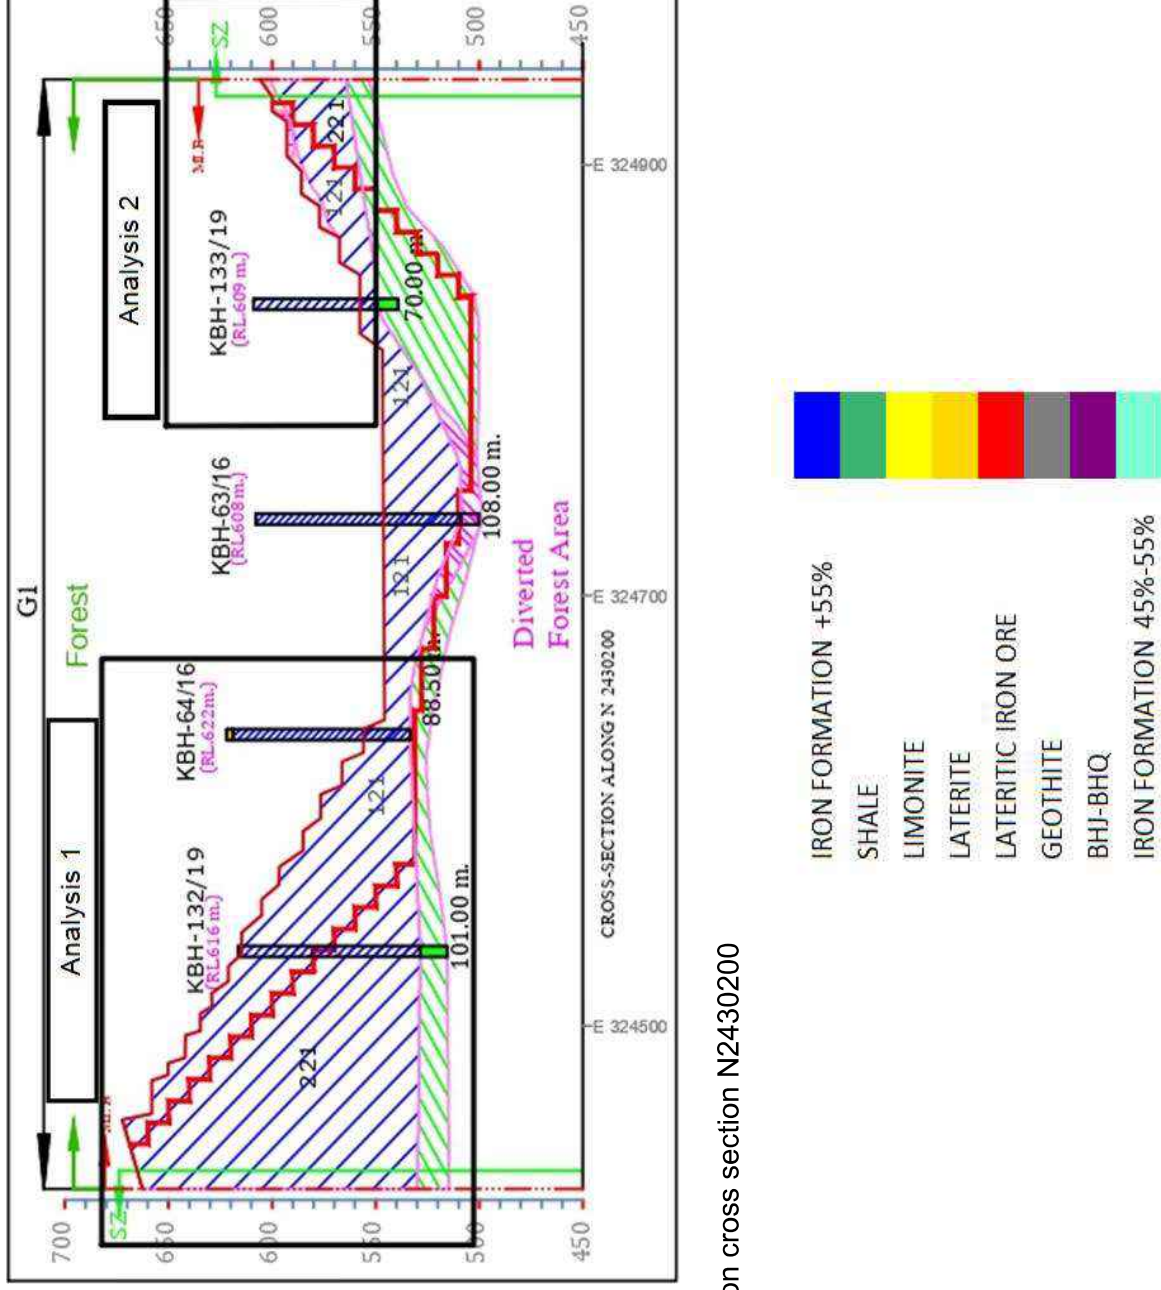 G1
Forest
Analysis 1
Analysis 2
SZ
SZ
M.L.B
KBH-132/19
(RL.616 m.)
KBH-64/16
(RL.622m.)
KBH-63/16
(RL.608 m.)
KBH-133/19
(RL.609 m.)
700
650
600
550
500
450
650
600
550
500
450
221
121
121
121
121
221
101.00 m.
88.50 m.
108.00 m.
70.00 m.
Diverted
Forest Area
E 324500
E 324700
E 324900
CROSS-SECTION ALONG N 2430200
on cross section N2430200
IRON FORMATION +55%
SHALE
LIMONITE
LATERITE
LATERITIC IRON ORE
GEOTHITE
BHJ-BHQ
IRON FORMATION 45%-55%